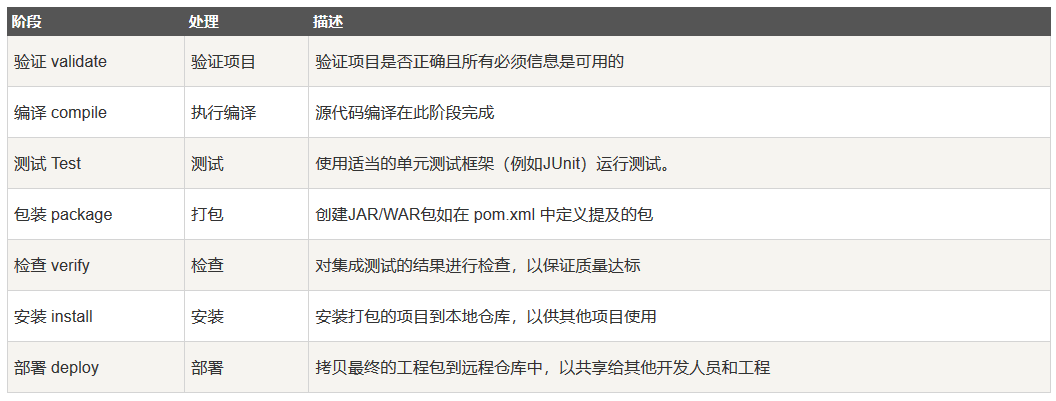 阶段 处理 描述
验证 validate 验证项目 验证项目是否正确且所有必须信息是可用的
编译 compile 执行编译 源代码编译在此阶段完成
测试 Test 测试 使用适当的单元测试框架（例如JUnit）运行测试。
包装 package 打包 创建JAR/WAR包如在 pom.xml 中定义提及的包
检查 verify 检查 对集成测试的结果进行检查，以保证质量达标
安装 install 安装 安装打包的项目到本地仓库，以供其他项目使用
部署 deploy 部署 拷贝最终的工程包到远程仓库中，以共享给其他开发人员和工程